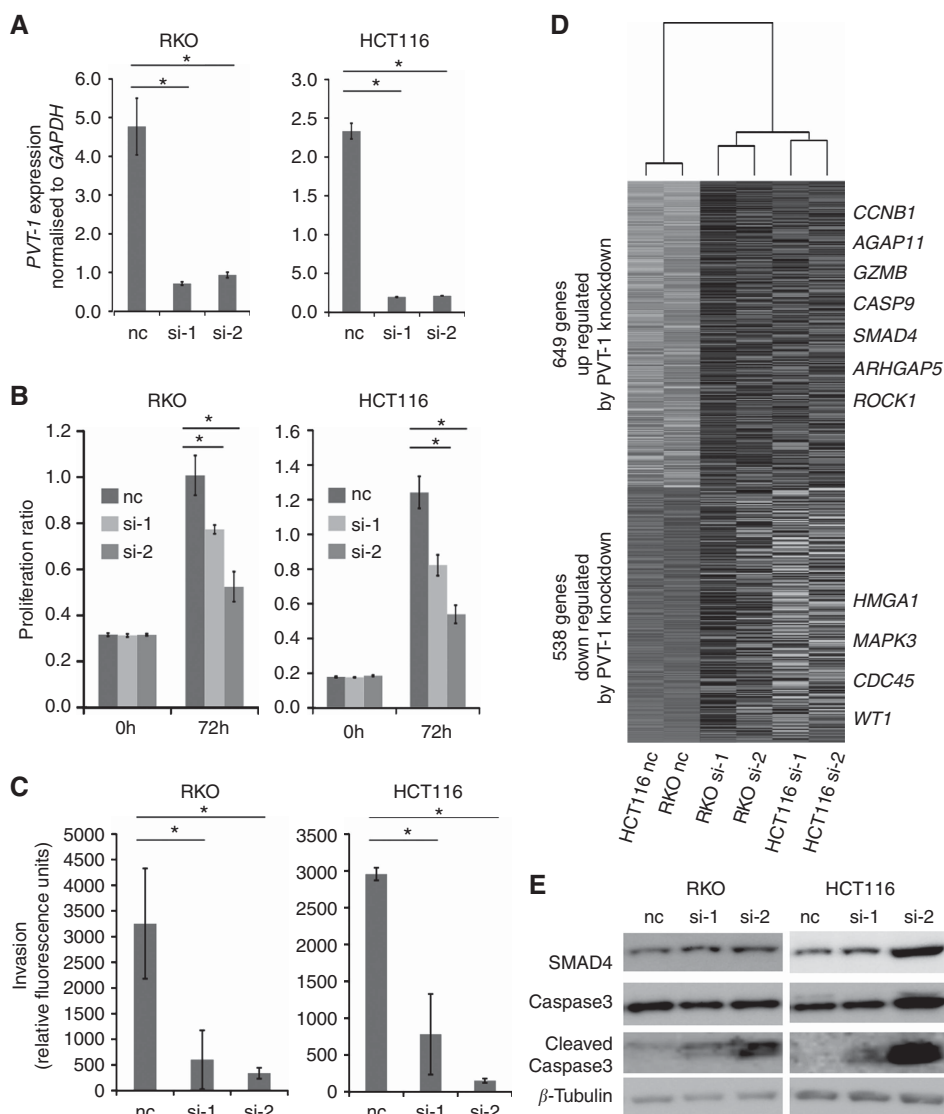 A
RKO
HCT116
PVT-1 expression
normalised to GAPDH
*
*
6.0
5.0
4.0
3.0
2.0
1.0
0.0
nc si-1 si-2
*
*
3.0
2.5
2.0
1.5
1.0
5.0
0.0
nc si-1 si-2
B
RKO
HCT116
Proliferation ratio
1.2
1.0
0.8
0.6
0.4
0.2
0.0
*
*
nc
si-1
si-2
0h 72h
1.6
1.4
1.2
1.0
0.8
0.6
0.4
0.2
0.0
*
*
nc
si-1
si-2
0h 72h
C
RKO
HCT116
Invasion
(relative fluorescence units)
5000
4500
4000
3500
3000
2500
2000
1500
1000
500
0
*
*
nc si-1 si-2
3500
3000
2500
2000
1500
1000
500
0
*
*
nc si-1 si-2
D
649 genes
up regulated
by PVT-1 knockdown
538 genes
down regulated
by PVT-1 knockdown
CCNB1
AGAP11
GZMB
CASP9
SMAD4
ARHGAP5
ROCK1
HMGA1
MAPK3
CDC45
WT1
HCT116 nc
RKO nc
RKO si-1
RKO si-2
HCT116 si-1
HCT116 si-2
E
RKO HCT116
nc si-1 si-2 nc si-1 si-2
SMAD4
Caspase3
Cleaved
Caspase3
β-Tubulin